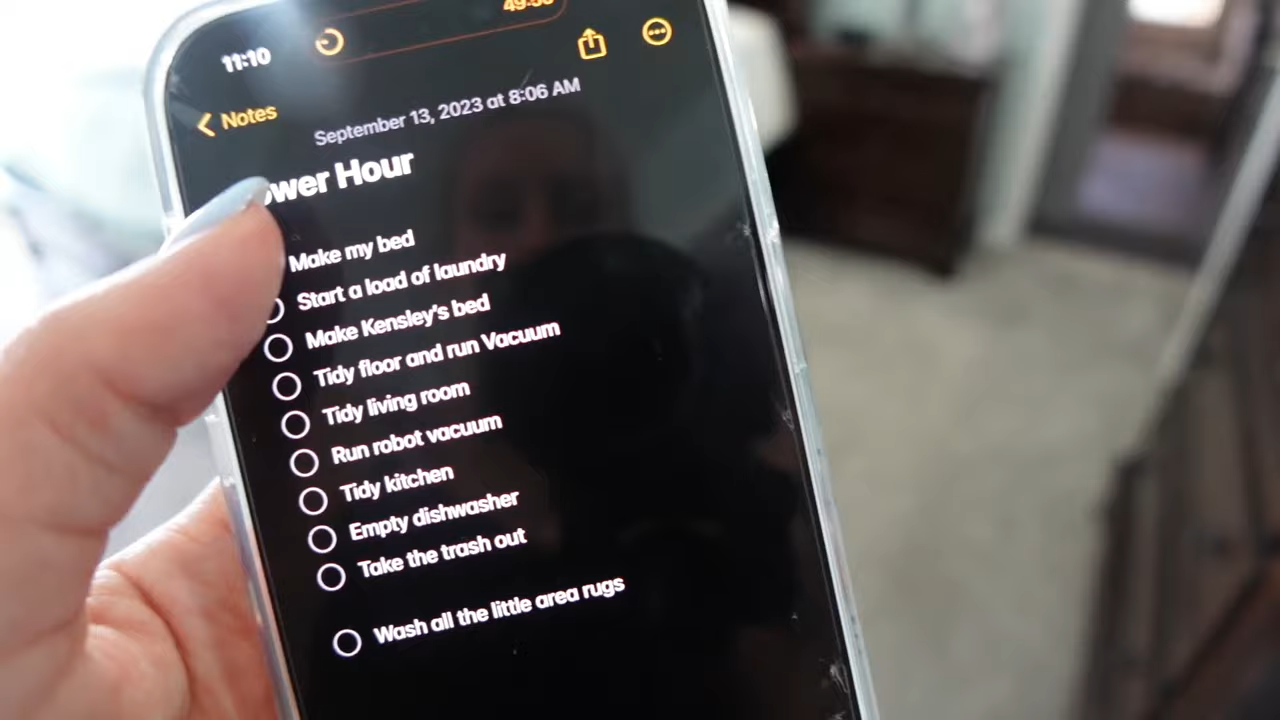 11:10
Notes
September 13, 2023 at 8:06 AM
Hour
Make my bed
Start a load of laundry
Make Kensley's bed
Tidy floor and run Vacuum
Tidy living room
Run robot vacuum
Tidy kitchen
Empty dishwasher
Take the trash out
Wash all the little area rugs